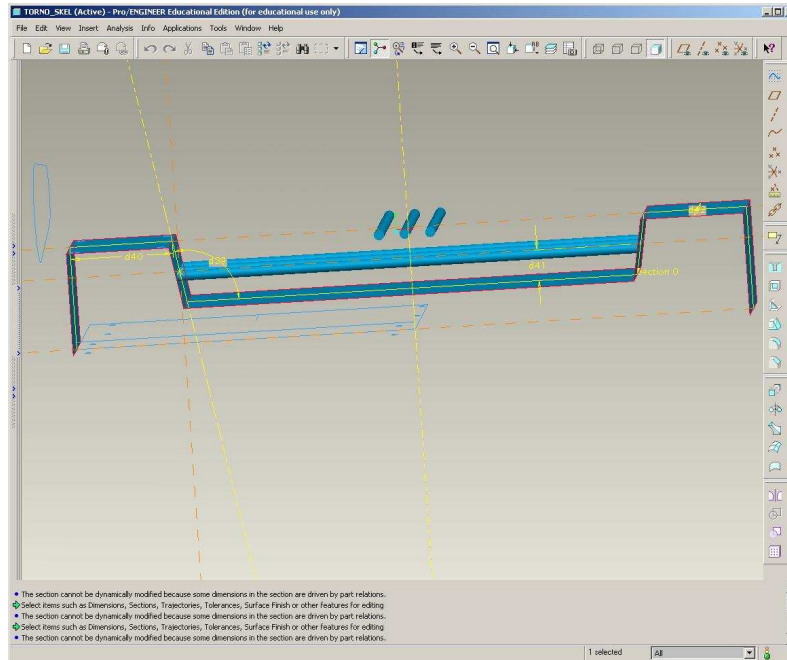 TORNO_SKEL (Active) - Pro/ENGINEER Educational Edition (for educational use only)
File Edit View Insert Analysis Info Applications Tools Window Help
d40
d39
d41
Section 0
The section cannot be dynamically modified because some dimensions in the section are driven by part relations.
Select items such as Dimensions, Sections, Trajectories, Tolerances, Surface Finish or other features for editing
The section cannot be dynamically modified because some dimensions in the section are driven by part relations.
Select items such as Dimensions, Sections, Trajectories, Tolerances, Surface Finish or other features for editing
The section cannot be dynamically modified because some dimensions in the section are driven by part relations.
1 selected
All